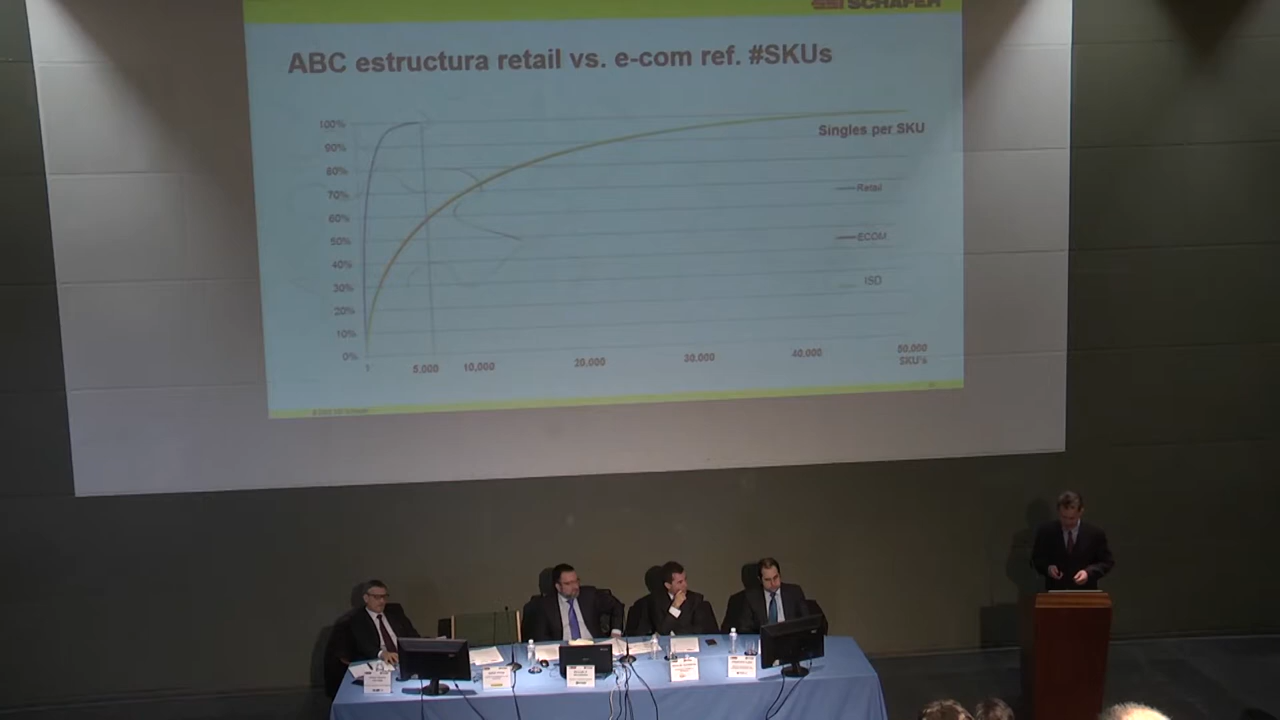 SSI SCHÄFER
ABC estructura retail vs. e-com ref. #SKUs
100%
90%
80%
70%
60%
50%
40%
30%
20%
10%
0%
Singles per SKU
Retail
ECOM
ISD
1 5.000 10,000 20.000 30.000 40.000 50.000
SKU's